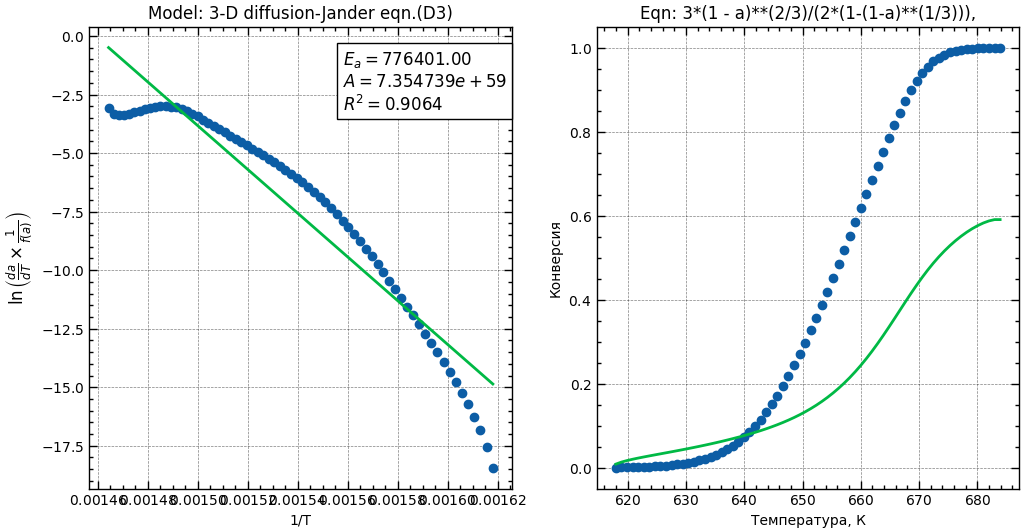 Model: 3-D diffusion-Jander eqn.(D3)
0.0
−2.5
−5.0
−7.5
−10.0
−12.5
−15.0
−17.5
ln (da/dT × 1/f(a))
E_a = 776401.00
A = 7.354739e + 59
R² = 0.9064
0.00146 0.00148 0.00150 0.00152 0.00154 0.00156 0.00158 0.00160 0.00162
1/T
Eqn: 3*(1 - a)**(2/3)/(2*(1-(1-a)**(1/3))),
1.0
0.8
0.6
0.4
0.2
0.0
Конверсия
620 630 640 650 660 670 680
Температура, К